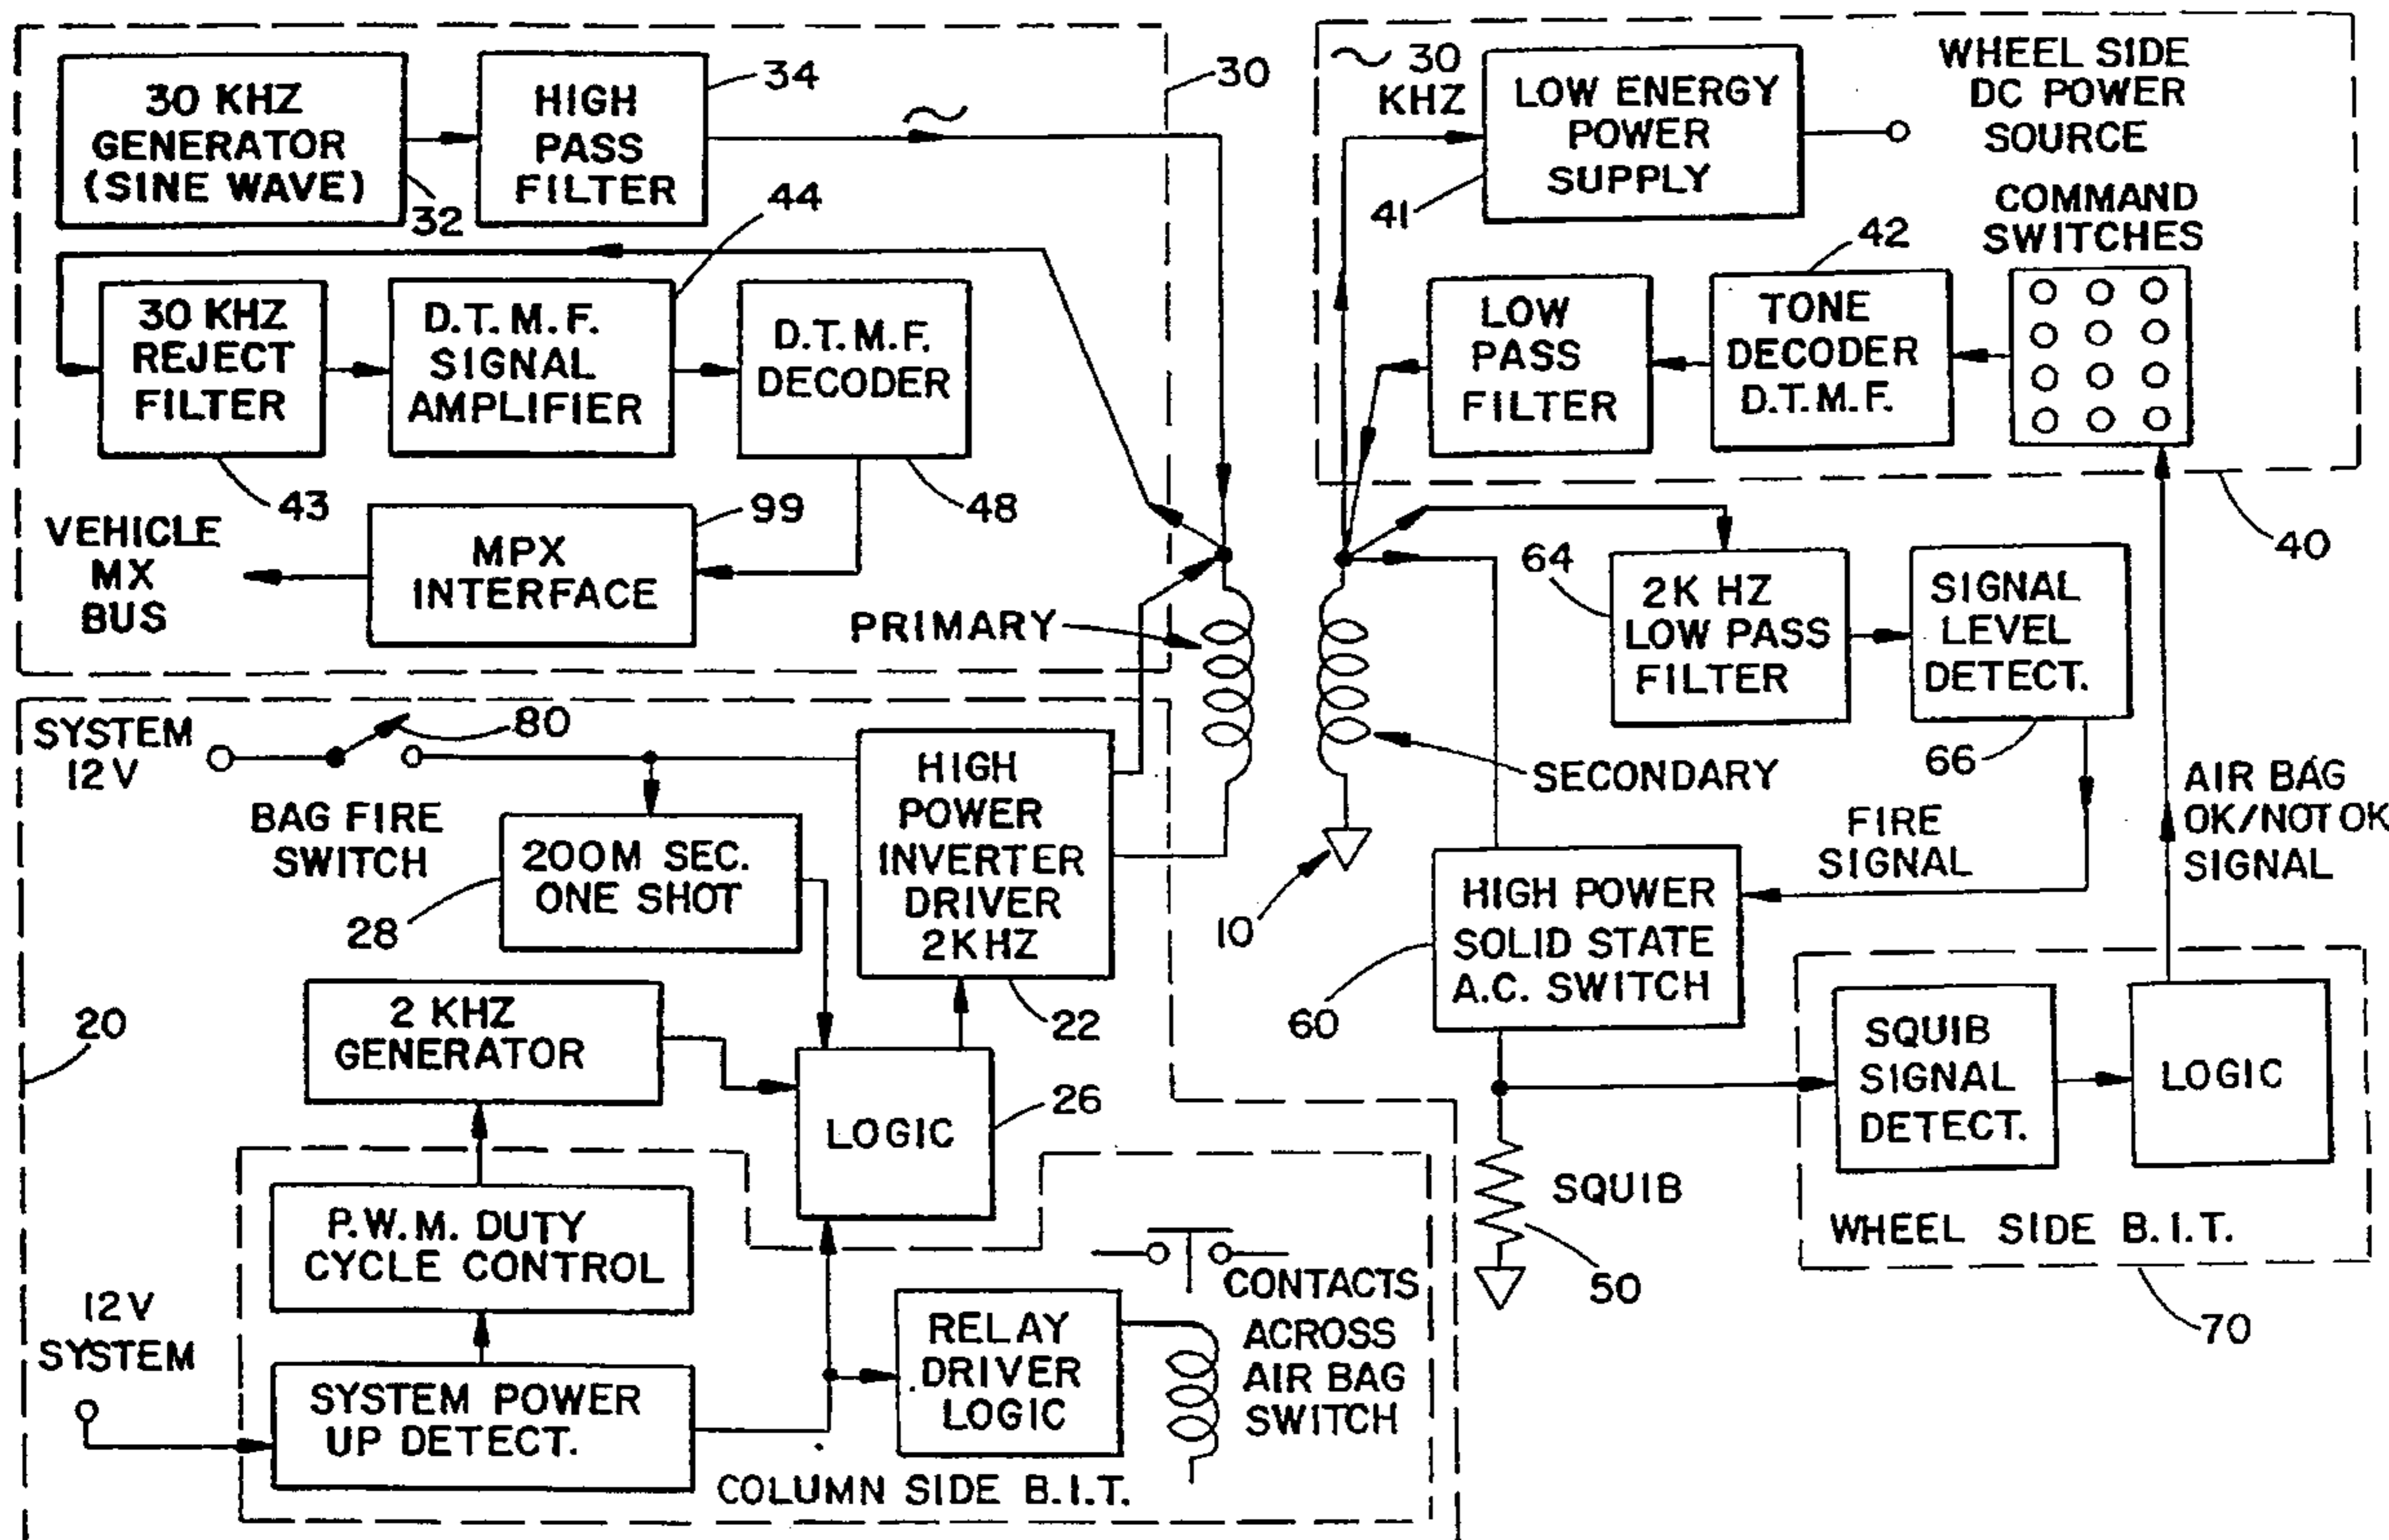 30 KHZ
GENERATOR
(SINE WAVE)
32
HIGH
PASS
FILTER
34
30
30 KHZ
REJECT
FILTER
43
D.T.M.F.
SIGNAL
AMPLIFIER
44
D.T.M.F.
DECODER
48
MPX
INTERFACE
99
VEHICLE
MX
BUS
PRIMARY
30
KHZ
LOW ENERGY
POWER
SUPPLY
41
WHEEL SIDE
DC POWER
SOURCE
COMMAND
SWITCHES
LOW
PASS
FILTER
TONE
DECODER
D.T.M.F.
42
40
2K HZ
LOW PASS
FILTER
64
SIGNAL
LEVEL
DETECT.
66
SECONDARY
10
FIRE
SIGNAL
AIR BAG
OK/NOT OK
SIGNAL
HIGH POWER
SOLID STATE
A.C. SWITCH
60
SQUIB
50
SQUIB
SIGNAL
DETECT.
LOGIC
WHEEL SIDE B.I.T.
70
SYSTEM
12V
80
BAG FIRE
SWITCH
200M SEC.
ONE SHOT
28
HIGH
POWER
INVERTER
DRIVER
2KHZ
22
20
2 KHZ
GENERATOR
LOGIC
26
P.W.M. DUTY
CYCLE CONTROL
12V
SYSTEM
SYSTEM POWER
UP DETECT.
RELAY
DRIVER
LOGIC
CONTACTS
ACROSS
AIR BAG
SWITCH
COLUMN SIDE B.I.T.